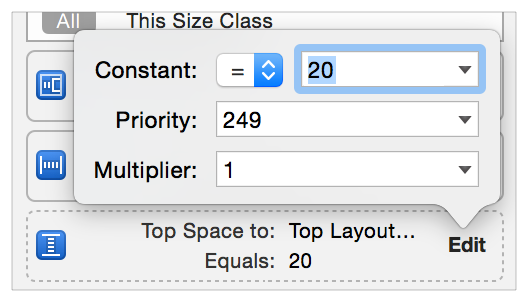 All This Size Class
Constant: = 20
Priority: 249
Multiplier: 1
Top Space to: Top Layout...
Edit
Equals: 20